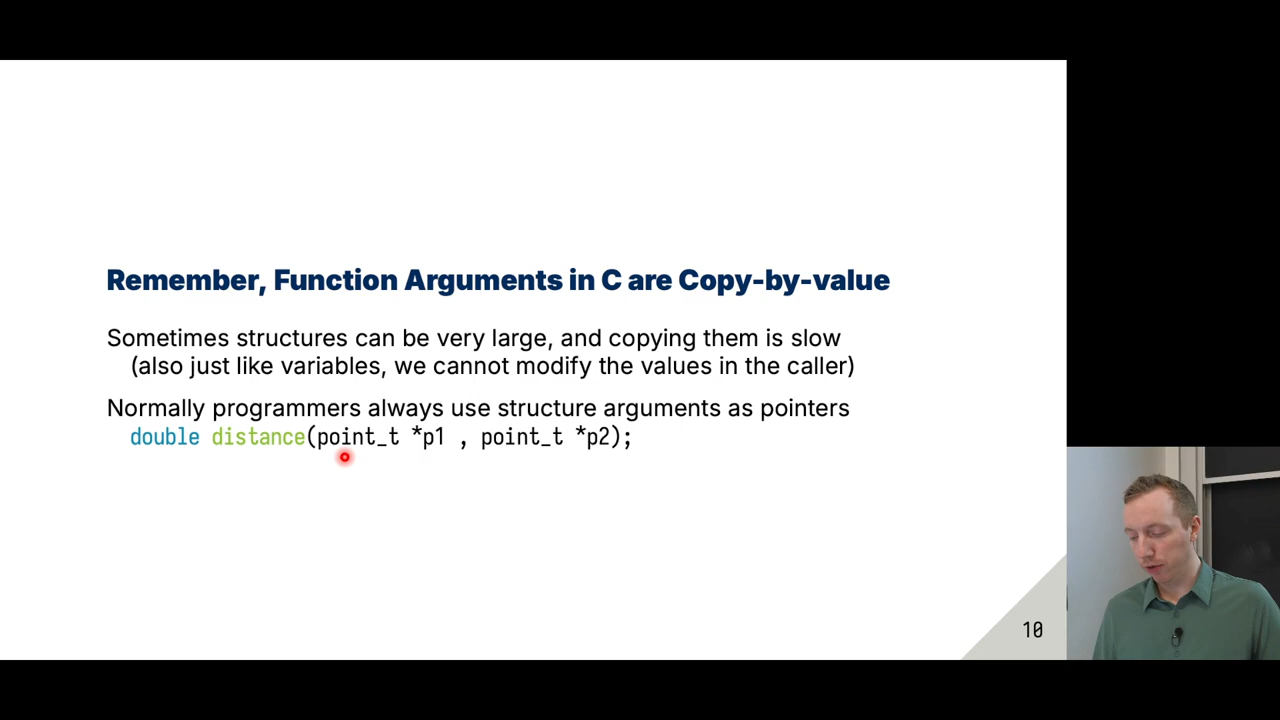 Remember, Function Arguments in C are Copy-by-value
Sometimes structures can be very large, and copying them is slow
(also just like variables, we cannot modify the values in the caller)
Normally programmers always use structure arguments as pointers
double distance(point_t *p1 , point_t *p2);
10